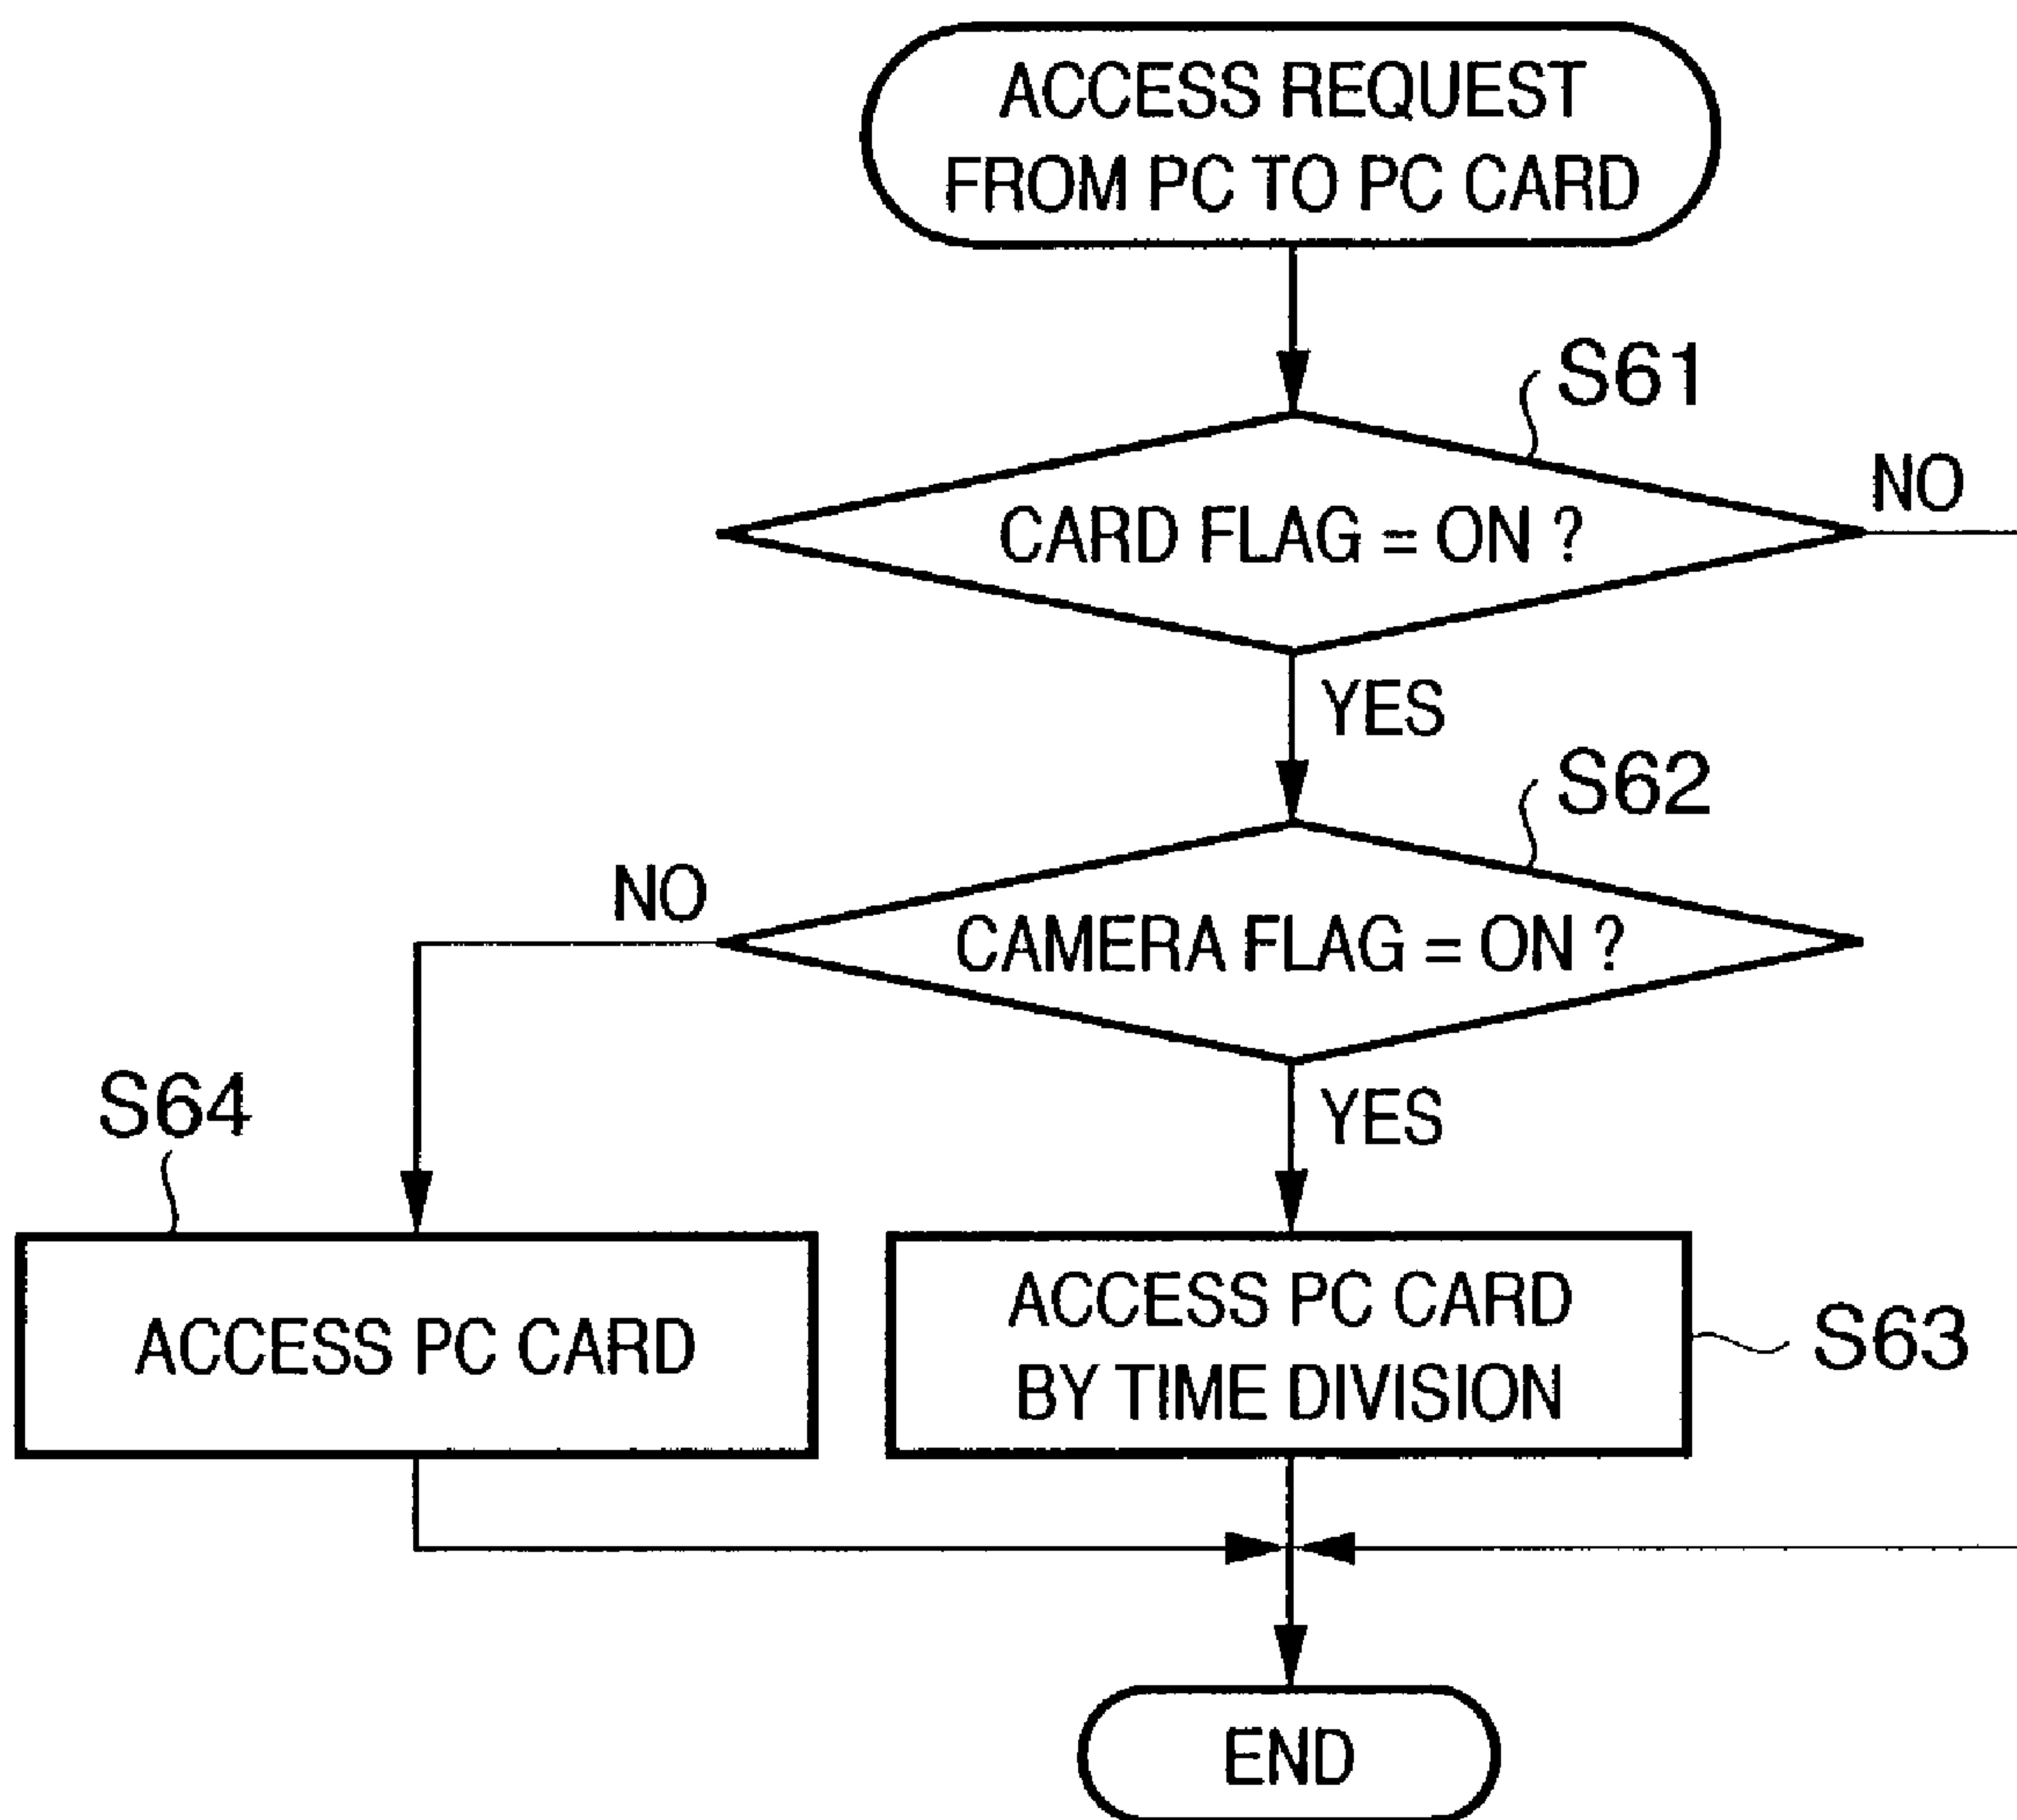 ACCESS REQUEST
FROM PC TO PC CARD
S61
CARD FLAG = ON ?
NO
YES
S62
CAMERA FLAG = ON ?
NO
YES
S64
ACCESS PC CARD
ACCESS PC CARD
BY TIME DIVISION
S63
END